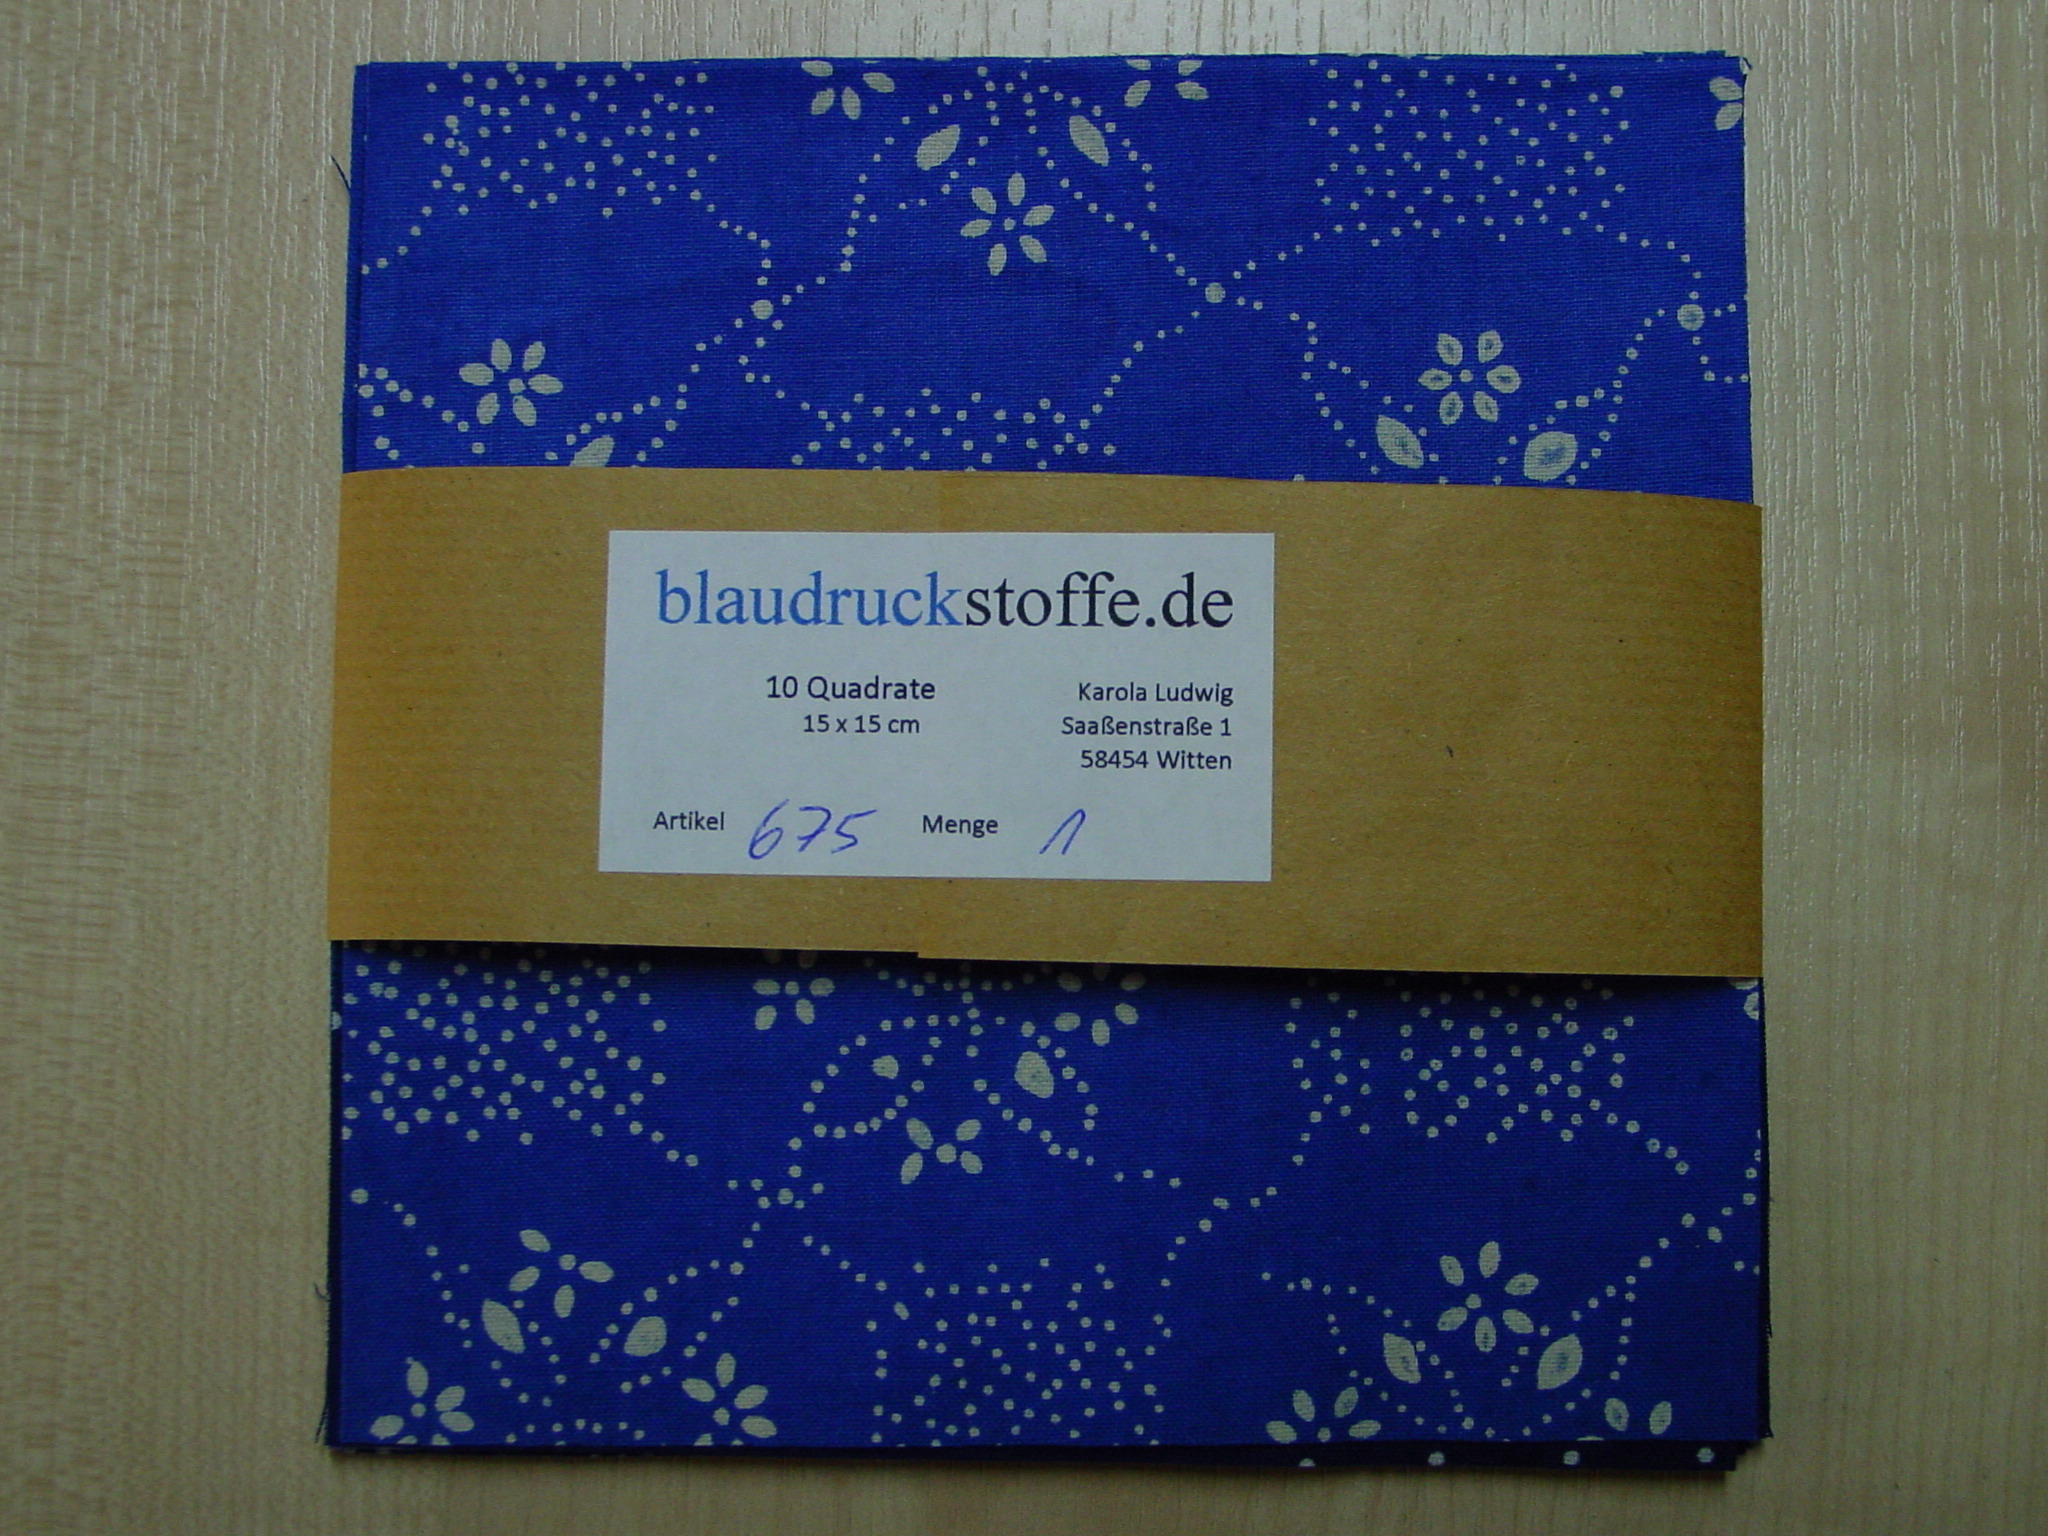 blaudruckstoffe.de
10 Quadrate
15 x 15 cm
Karola Ludwig
Saaßenstraße 1
58454 Witten
Artikel 675 Menge 1